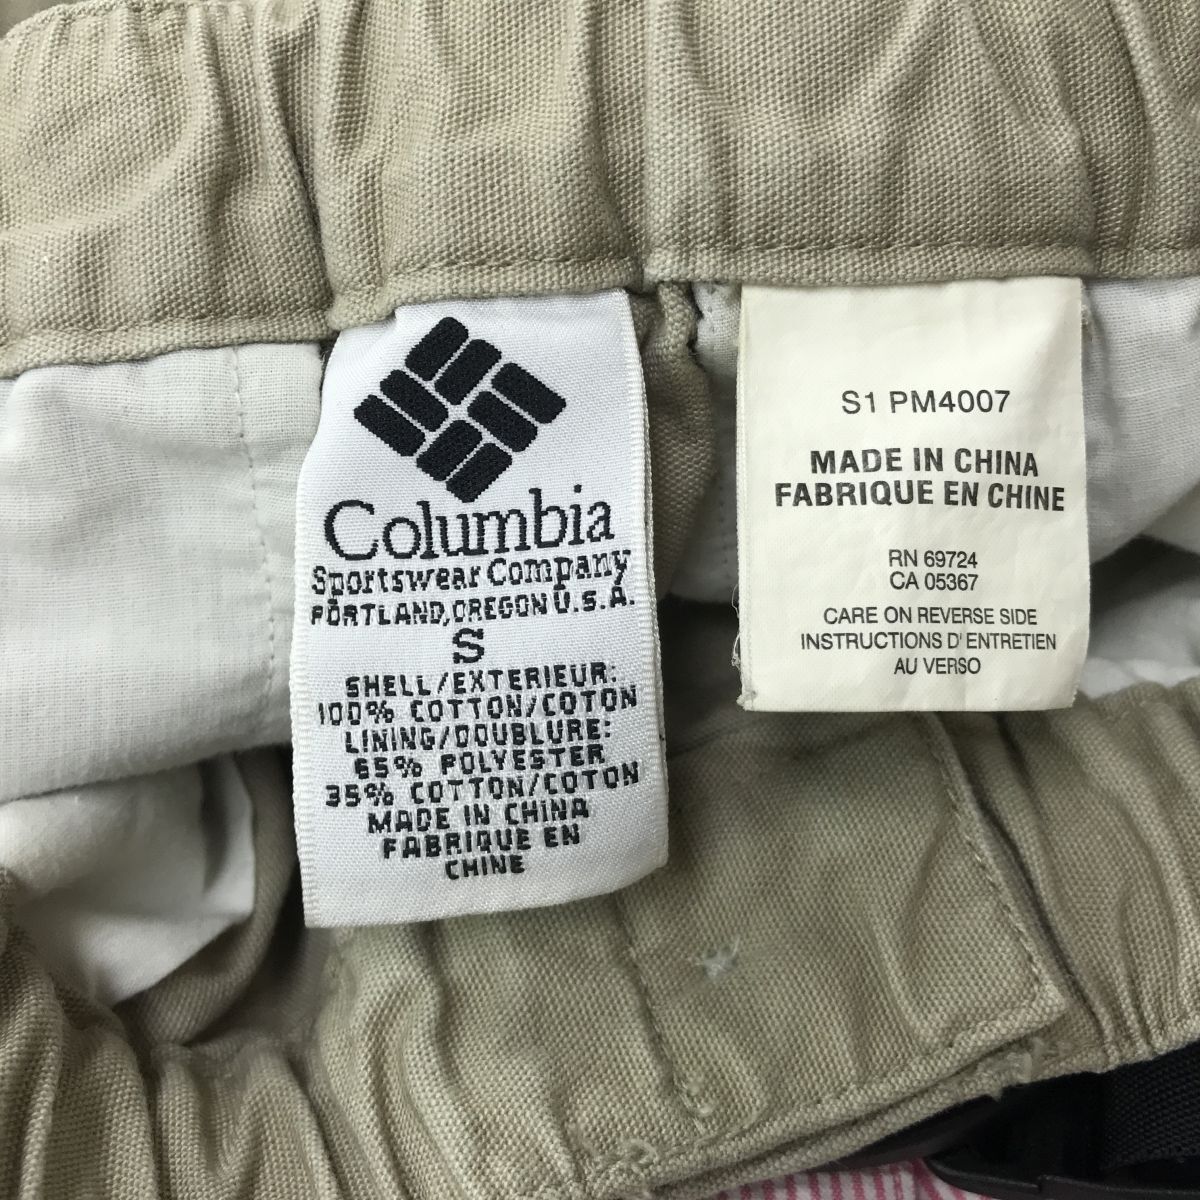 Columbia
Sportswear Company
PORTLAND, OREGON U.S.A.
S
SHELL/EXTERIEUR:
100% COTTON/COTON
LINING/DOUBLURE:
65% POLYESTER
35% COTTON/COTON
MADE IN CHINA
FABRIQUE EN
CHINE
S1 PM4007
MADE IN CHINA
FABRIQUE EN CHINE
RN 69724
CA 05367
CARE ON REVERSE SIDE
INSTRUCTIONS D'ENTRETIEN
AU VERSO